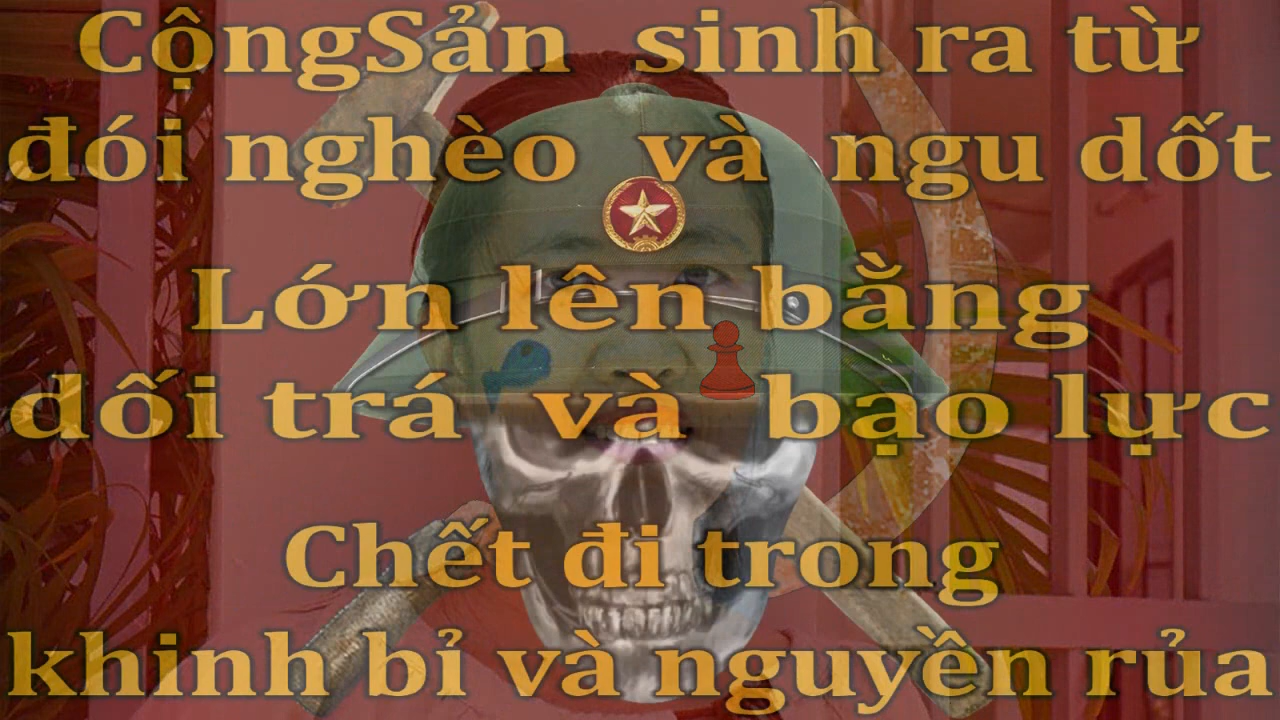 CộngSản sinh ra từ
đói nghèo và ngu dốt
Lớn lên bằng
dối trá và bạo lực
Chết đi trong
khinh bỉ và nguyền rủa